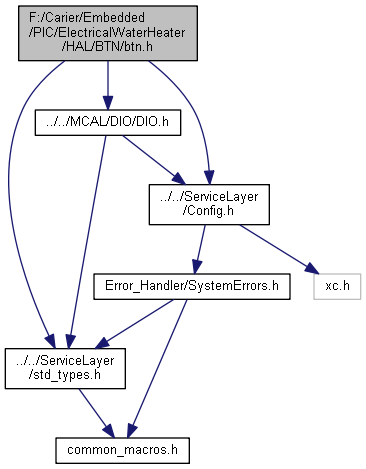 F:/Carier/Embedded
/PIC/ElectricalWaterHeater
/HAL/BTN/btn.h
../../MCAL/DIO/DIO.h
../../ServiceLayer
/Config.h
Error_Handler/SystemErrors.h
xc.h
../../ServiceLayer
/std_types.h
common_macros.h